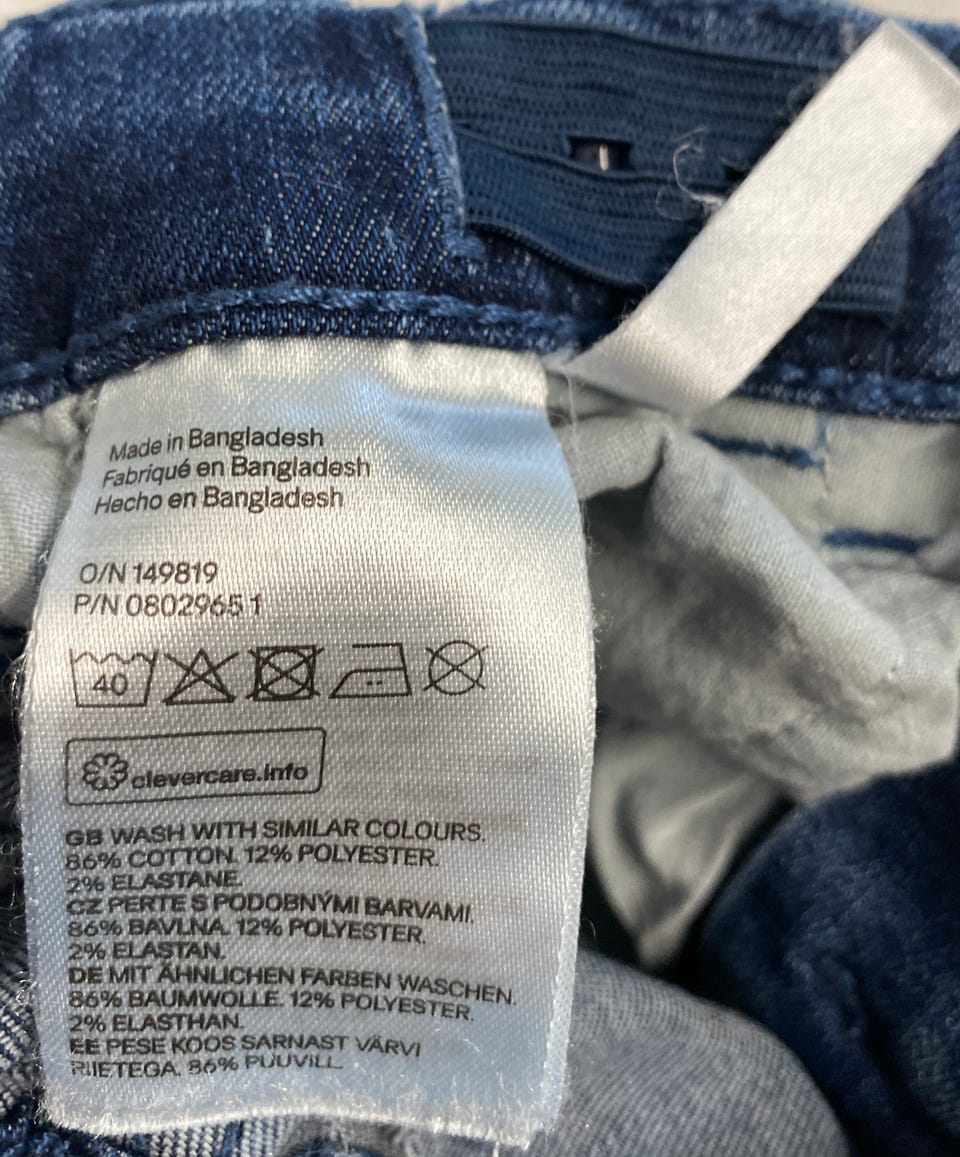 Made in Bangladesh
Fabriqué en Bangladesh
Hecho en Bangladesh
O/N 149819
P/N 08029651
40
clevercare.info
GB WASH WITH SIMILAR COLOURS.
86% COTTON. 12% POLYESTER.
2% ELASTANE.
CZ PERTE S PODOBNÝMI BARVAMI.
86% BAVLNA. 12% POLYESTER.
2% ELASTAN.
DE MIT ÄHNLICHEN FARBEN WASCHEN.
86% BAUMWOLLE. 12% POLYESTER.
2% ELASTHAN.
EE PESE KOOS SARNAST VÄRVI
RIIETEGA. 86% PUUVILL.